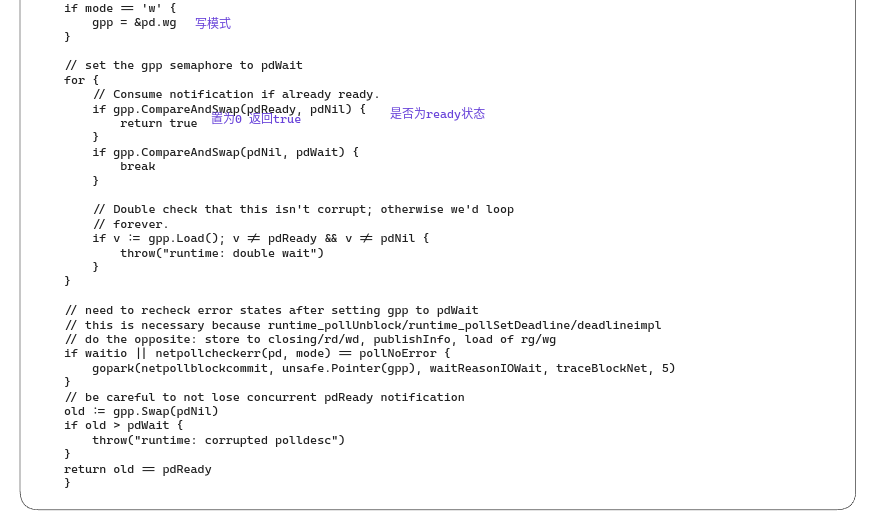 if mode == 'w' {
gpp = &pd.wg 写模式
}
// set the gpp semaphore to pdWait
for {
// Consume notification if already ready.
if gpp.CompareAndSwap(pdReady, pdNil) { 是否为ready状态
return true 置为0 返回true
}
if gpp.CompareAndSwap(pdNil, pdWait) {
break
}
// Double check that this isn't corrupt; otherwise we'd loop
// forever.
if v := gpp.Load(); v != pdReady && v != pdNil {
throw("runtime: double wait")
}
}
// need to recheck error states after setting gpp to pdWait
// this is necessary because runtime_pollUnblock/runtime_pollSetDeadline/deadlineimpl
// do the opposite: store to closing/rd/wd, publishInfo, load of rg/wg
if waitio || netpollcheckerr(pd, mode) == pollNoError {
gopark(netpollblockcommit, unsafe.Pointer(gpp), waitReasonIOWait, traceBlockNet, 5)
}
// be careful to not lose concurrent pdReady notification
old := gpp.Swap(pdNil)
if old > pdWait {
throw("runtime: corrupted polldesc")
}
return old == pdReady
}